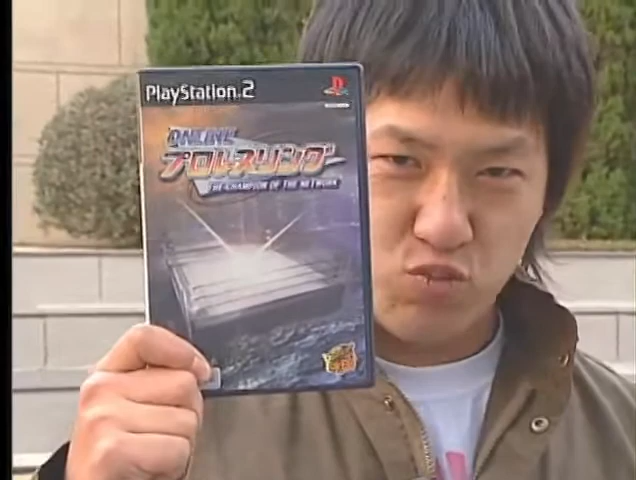 PlayStation.2
ONLINE
プロレスリング
THE CHAMPION OF THE NETWORK